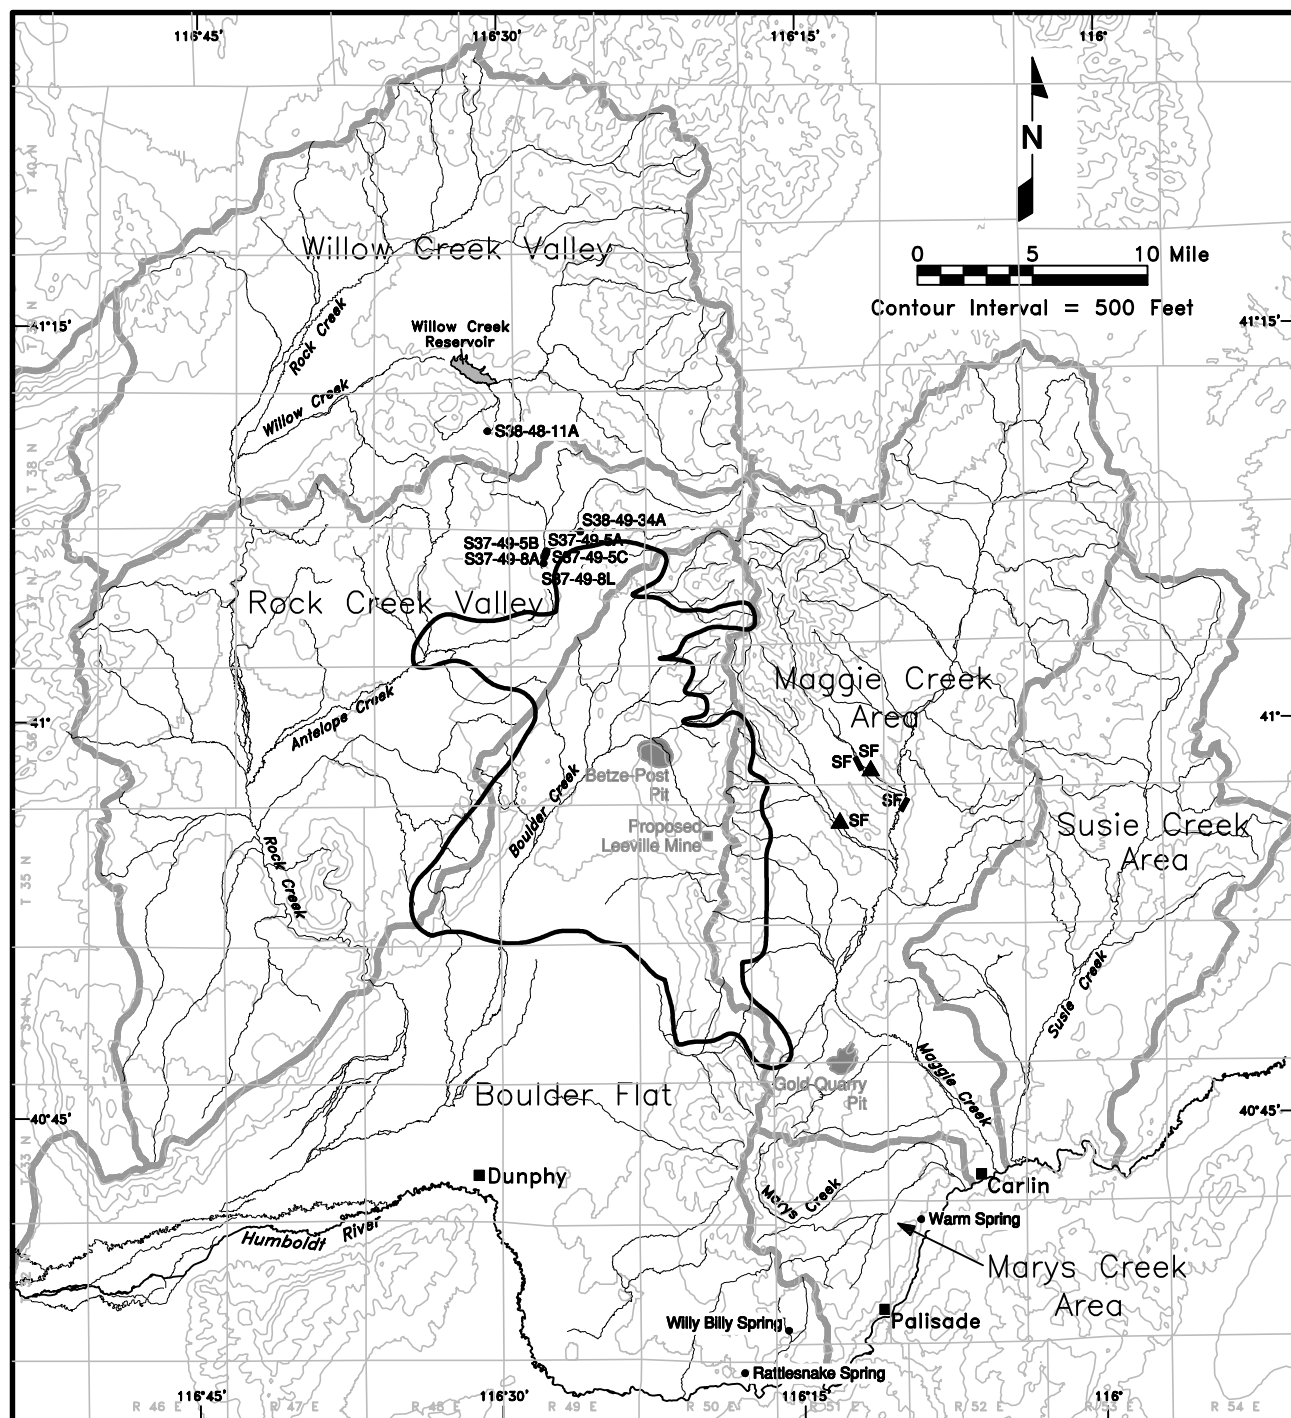 116°45'
116°30'
116°15'
116°
N
T 40 N
Willow Creek Valley
0
5
10 Mile
Contour Interval = 500 Feet
41°15'
41°15'
Rock Creek
Willow Creek
Reservoir
Willow Creek
S38-48-11A
T 38 N
S38-49-34A
S37-49-5B
S37-49-5A
S37-49-8A
S37-49-5C
S37-49-8L
T 37 N
Rock Creek Valley
Maggie Creek
Area
Antelope Creek
41°
41°
T 36 N
SF
SF
Betze-Post
Pit
Boulder Creek
SF
SF
Proposed
Leeville Mine
Susie Creek
Area
Rock Creek
T 35 N
Susie Creek
T 34 N
Maggie Creek
Gold Quarry
Pit
Boulder Flat
40°45'
40°45'
T 33 N
Dunphy
Carlin
Marys Creek
Warm Spring
Humboldt River
Marys Creek
Area
Willy Billy Spring
Palisade
Rattlesnake Spring
116°45'
116°30'
116°15'
116°
R 46 E
R 47 E
R 48 E
R 49 E
R 50 E
R 51 E
R 52 E
R 53 E
R 54 E